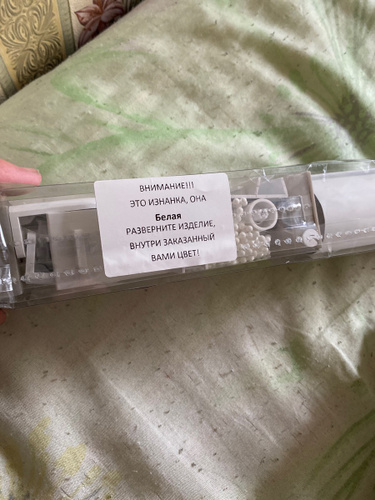 ВНИМАНИЕ!!!
ЭТО ИЗНАНКА, ОНА
Белая
РАЗВЕРНИТЕ ИЗДЕЛИЕ,
ВНУТРИ ЗАКАЗАННЫЙ
ВАМИ ЦВЕТ!